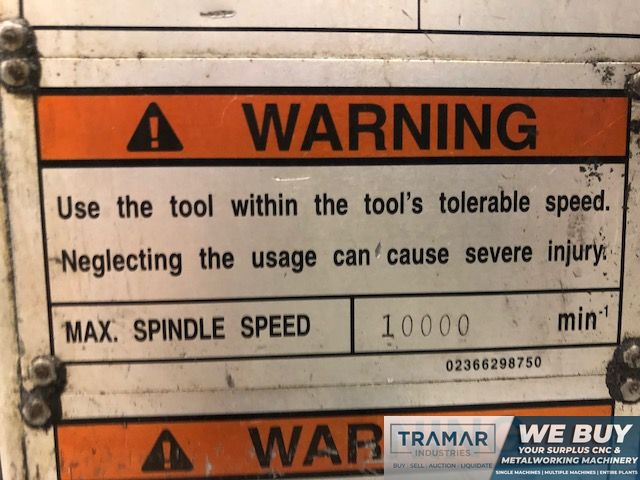 WARNING
Use the tool within the tool's tolerable speed.
Neglecting the usage can cause severe injury.
MAX. SPINDLE SPEED 10000 min-1
02366298750
WAR
TRAMAR
INDUSTRIES
BUY . SELL . AUCTION . LIQUIDATE
WE BUY
YOUR SURPLUS CNC &
METALWORKING MACHINERY
SINGLE MACHINES | MULTIPLE MACHINES | ENTIRE PLANTS